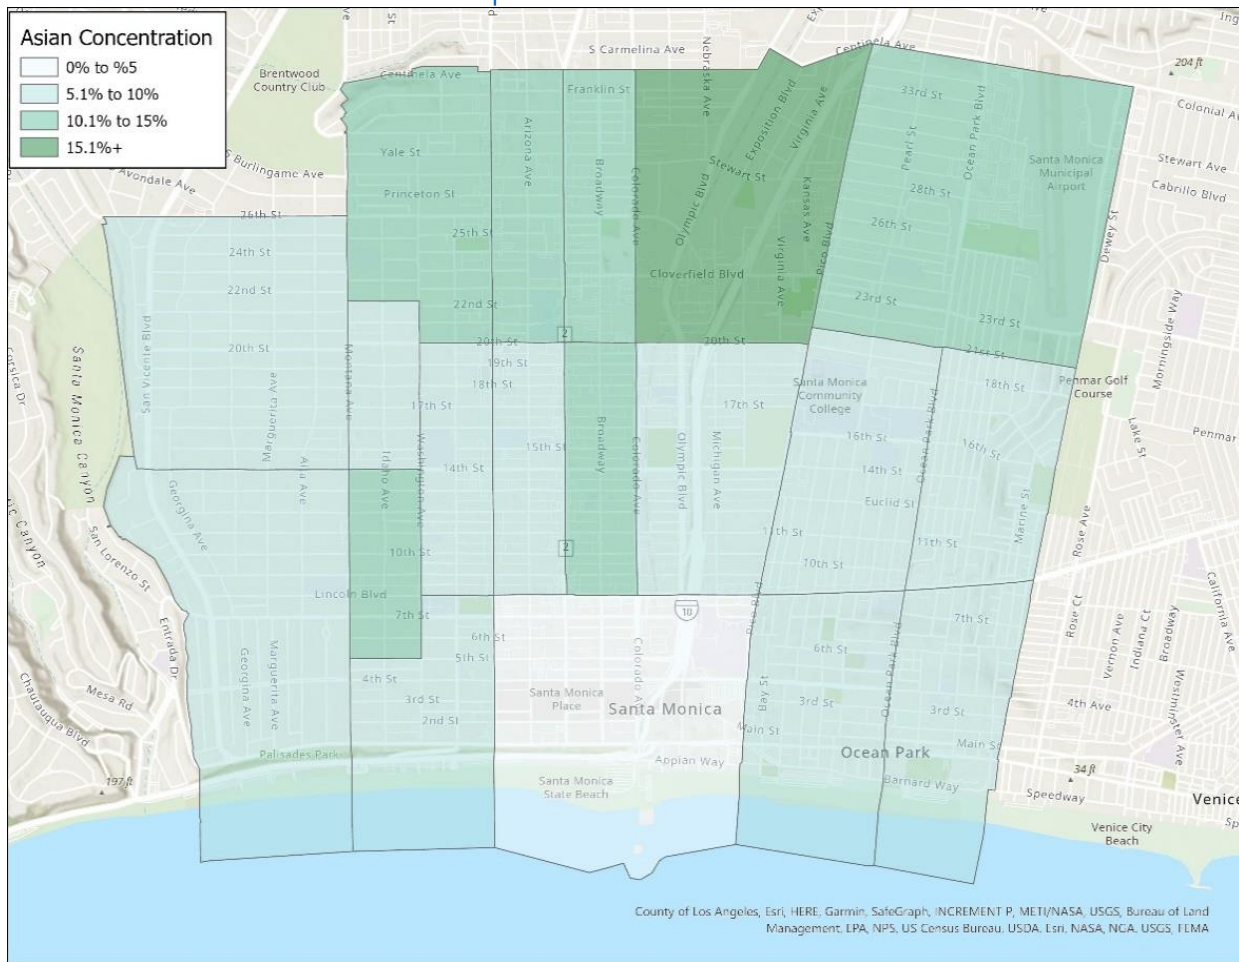 Asian Concentration
0% to %5
5.1% to 10%
10.1% to 15%
15.1%+
Brentwood
Country Club
Centinela Ave
S Carmelina Ave
Nebraska Ave
Centinela Ave
204 ft
Colonial Av
Franklin St
Exposition Blvd
Virginia Ave
33rd St
Ocean Park Blvd
Pearl St
Arizona Ave
Yale St
S Burlingame Ave
Avondale Ave
Broadway
Colorado Ave
Stewart St
Kansas Ave
Santa Monica
Municipal
Airport
Stewart Ave
Cabrillo Blvd
Princeton St
28th St
26th St
26th St
25th St
Olympic Blvd
Pico Blvd
Dewey St
24th St
Cloverfield Blvd
Virginia Ave
22nd St
22nd St
23rd St
23rd St
Morningside Way
San Vicente Blvd
20th St
20th St
20th St
2
21st St
Montana Ave
Marguerita Ave
19th St
18th St
18th St
Santa Monica
Community
College
Penmar Golf
Course
Corsica Dr
Santa Monica Canyon
17th St
17th St
Washington Ave
Broadway
Colorado Ave
Olympic Blvd
Michigan Ave
16th St
16th St
Ocean Park Blvd
Lake St
Penmar
15th St
14th St
14th St
Idaho Ave
Alta Ave
Georgina Ave
Euclid St
Marine St
Rose Ave
11th St
11th St
10th St
10th St
2
San Lorenzo St
Lincoln Blvd
7th St
7th St
10
Pico Blvd
Rose Ct
Vernon Ave
Indiana Ct
Broadway
California Ave
Entrada Dr
6th St
6th St
5th St
Georgina Ave
Marguerita Ave
4th St
3rd St
2nd St
Santa Monica
Place
Santa Monica
Bay St
3rd St
Ocean Park Blvd
3rd St
4th Ave
Westminster Ave
Mesa Rd
Chautauqua Blvd
Main St
Main St
Palisades Park
Appian Way
Ocean Park
197 ft
Santa Monica
State Beach
Barnard Way
34 ft
Speedway
Venice
Venice City
Beach
County of Los Angeles, Esri, HERE, Garmin, SafeGraph, INCREMENT P, METI/NASA, USGS, Bureau of Land
Management, EPA, NPS, US Census Bureau, USDA, Esri, NASA, NGA, USGS, FEMA